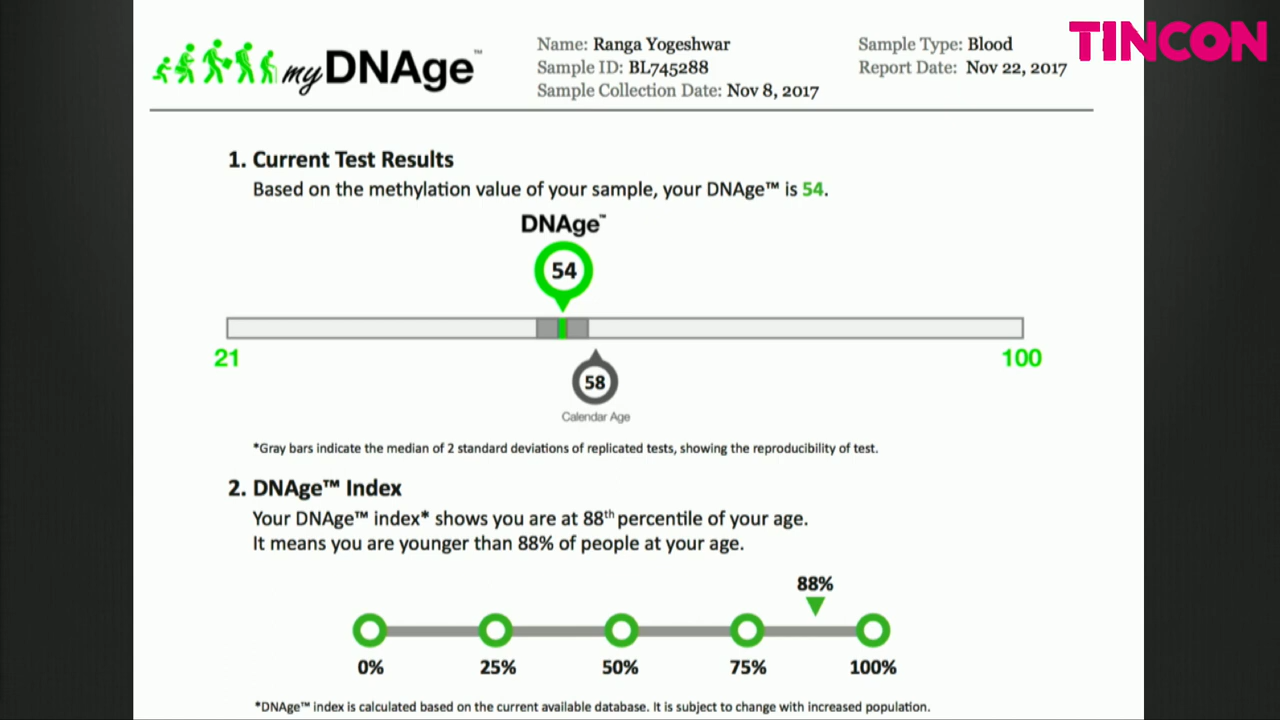 TINCON
myDNAge™
Name: Ranga Yogeshwar
Sample ID: BL745288
Sample Collection Date: Nov 8, 2017
Sample Type: Blood
Report Date: Nov 22, 2017
1. Current Test Results
Based on the methylation value of your sample, your DNAge™ is 54.
DNAge™
54
21
100
58
Calendar Age
*Gray bars indicate the median of 2 standard deviations of replicated tests, showing the reproducibility of test.
2. DNAge™ Index
Your DNAge™ index* shows you are at 88th percentile of your age.
It means you are younger than 88% of people at your age.
88%
0% 25% 50% 75% 100%
*DNAge™ index is calculated based on the current available database. It is subject to change with increased population.